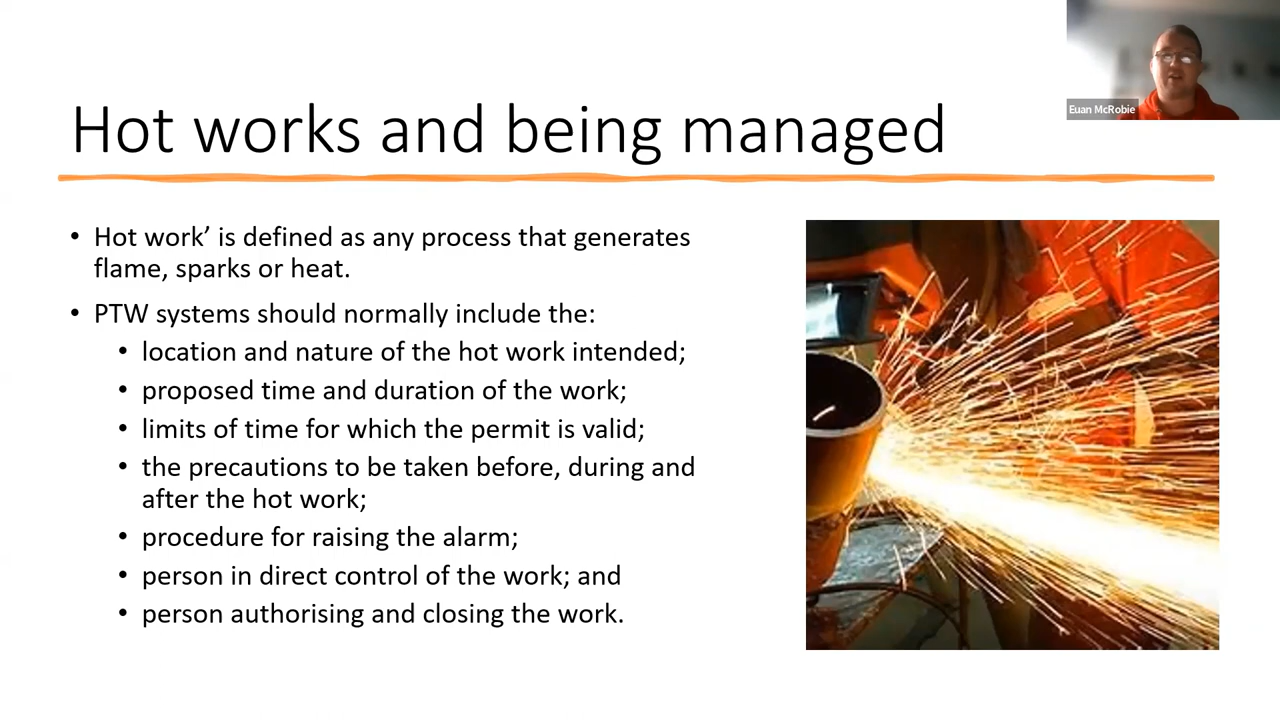 Euan McRobie
Hot works and being managed
• Hot work’ is defined as any process that generates
flame, sparks or heat.
• PTW systems should normally include the:
• location and nature of the hot work intended;
• proposed time and duration of the work;
• limits of time for which the permit is valid;
• the precautions to be taken before, during and
after the hot work;
• procedure for raising the alarm;
• person in direct control of the work; and
• person authorising and closing the work.